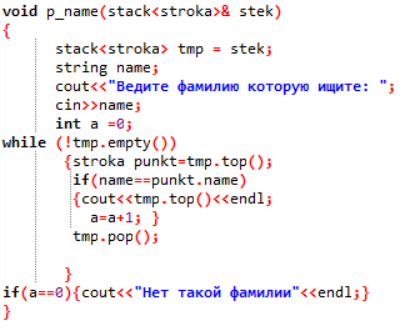 void p_name(stack<stroka>& stek)
{
stack<stroka> tmp = stek;
string name;
cout<<"Ведите фамилию которую ищите: ";
cin>>name;
int a =0;
while (!tmp.empty())
{stroka punkt=tmp.top();
if(name==punkt.name)
{cout<<tmp.top()<<endl;
a=a+1; }
tmp.pop();
}
if(a==0){cout<<"Нет такой фамилии"<<endl;}
}